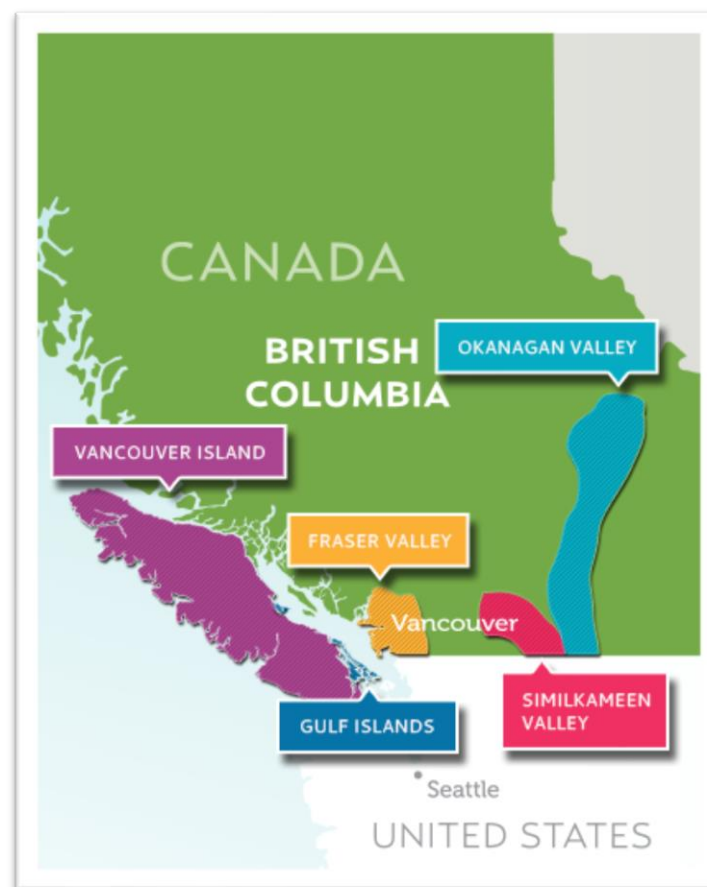 CANADA
BRITISH
COLUMBIA
OKANAGAN VALLEY
VANCOUVER ISLAND
FRASER VALLEY
Vancouver
SIMILKAMEEN
VALLEY
GULF ISLANDS
Seattle
UNITED STATES